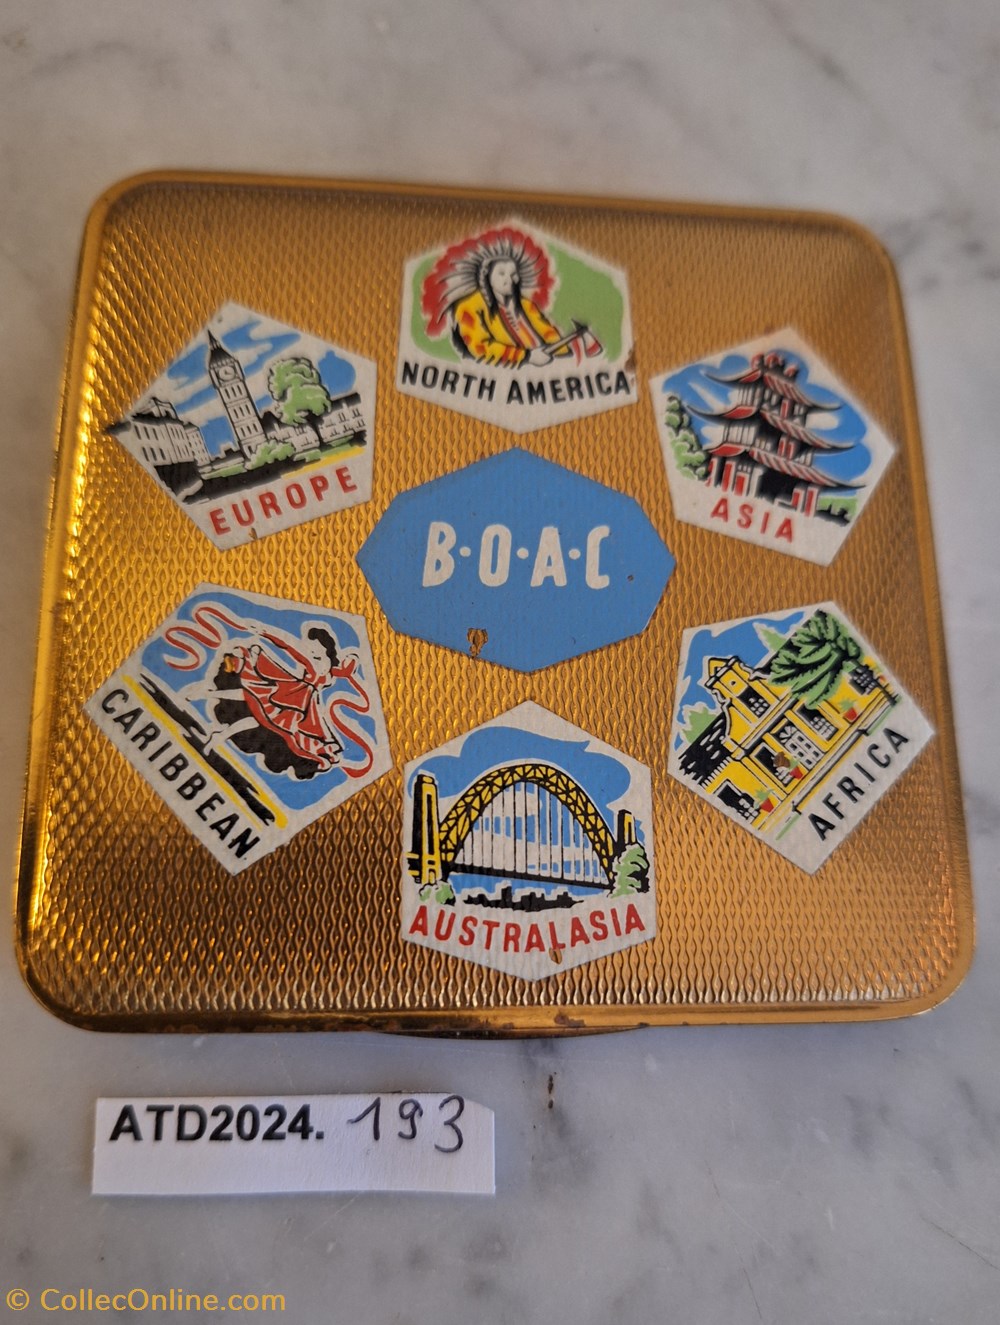 NORTH AMERICA
EUROPE
ASIA
B·O·A·C
CARIBBEAN
AFRICA
AUSTRALASIA
ATD2024. 193
© CollecOnline.com